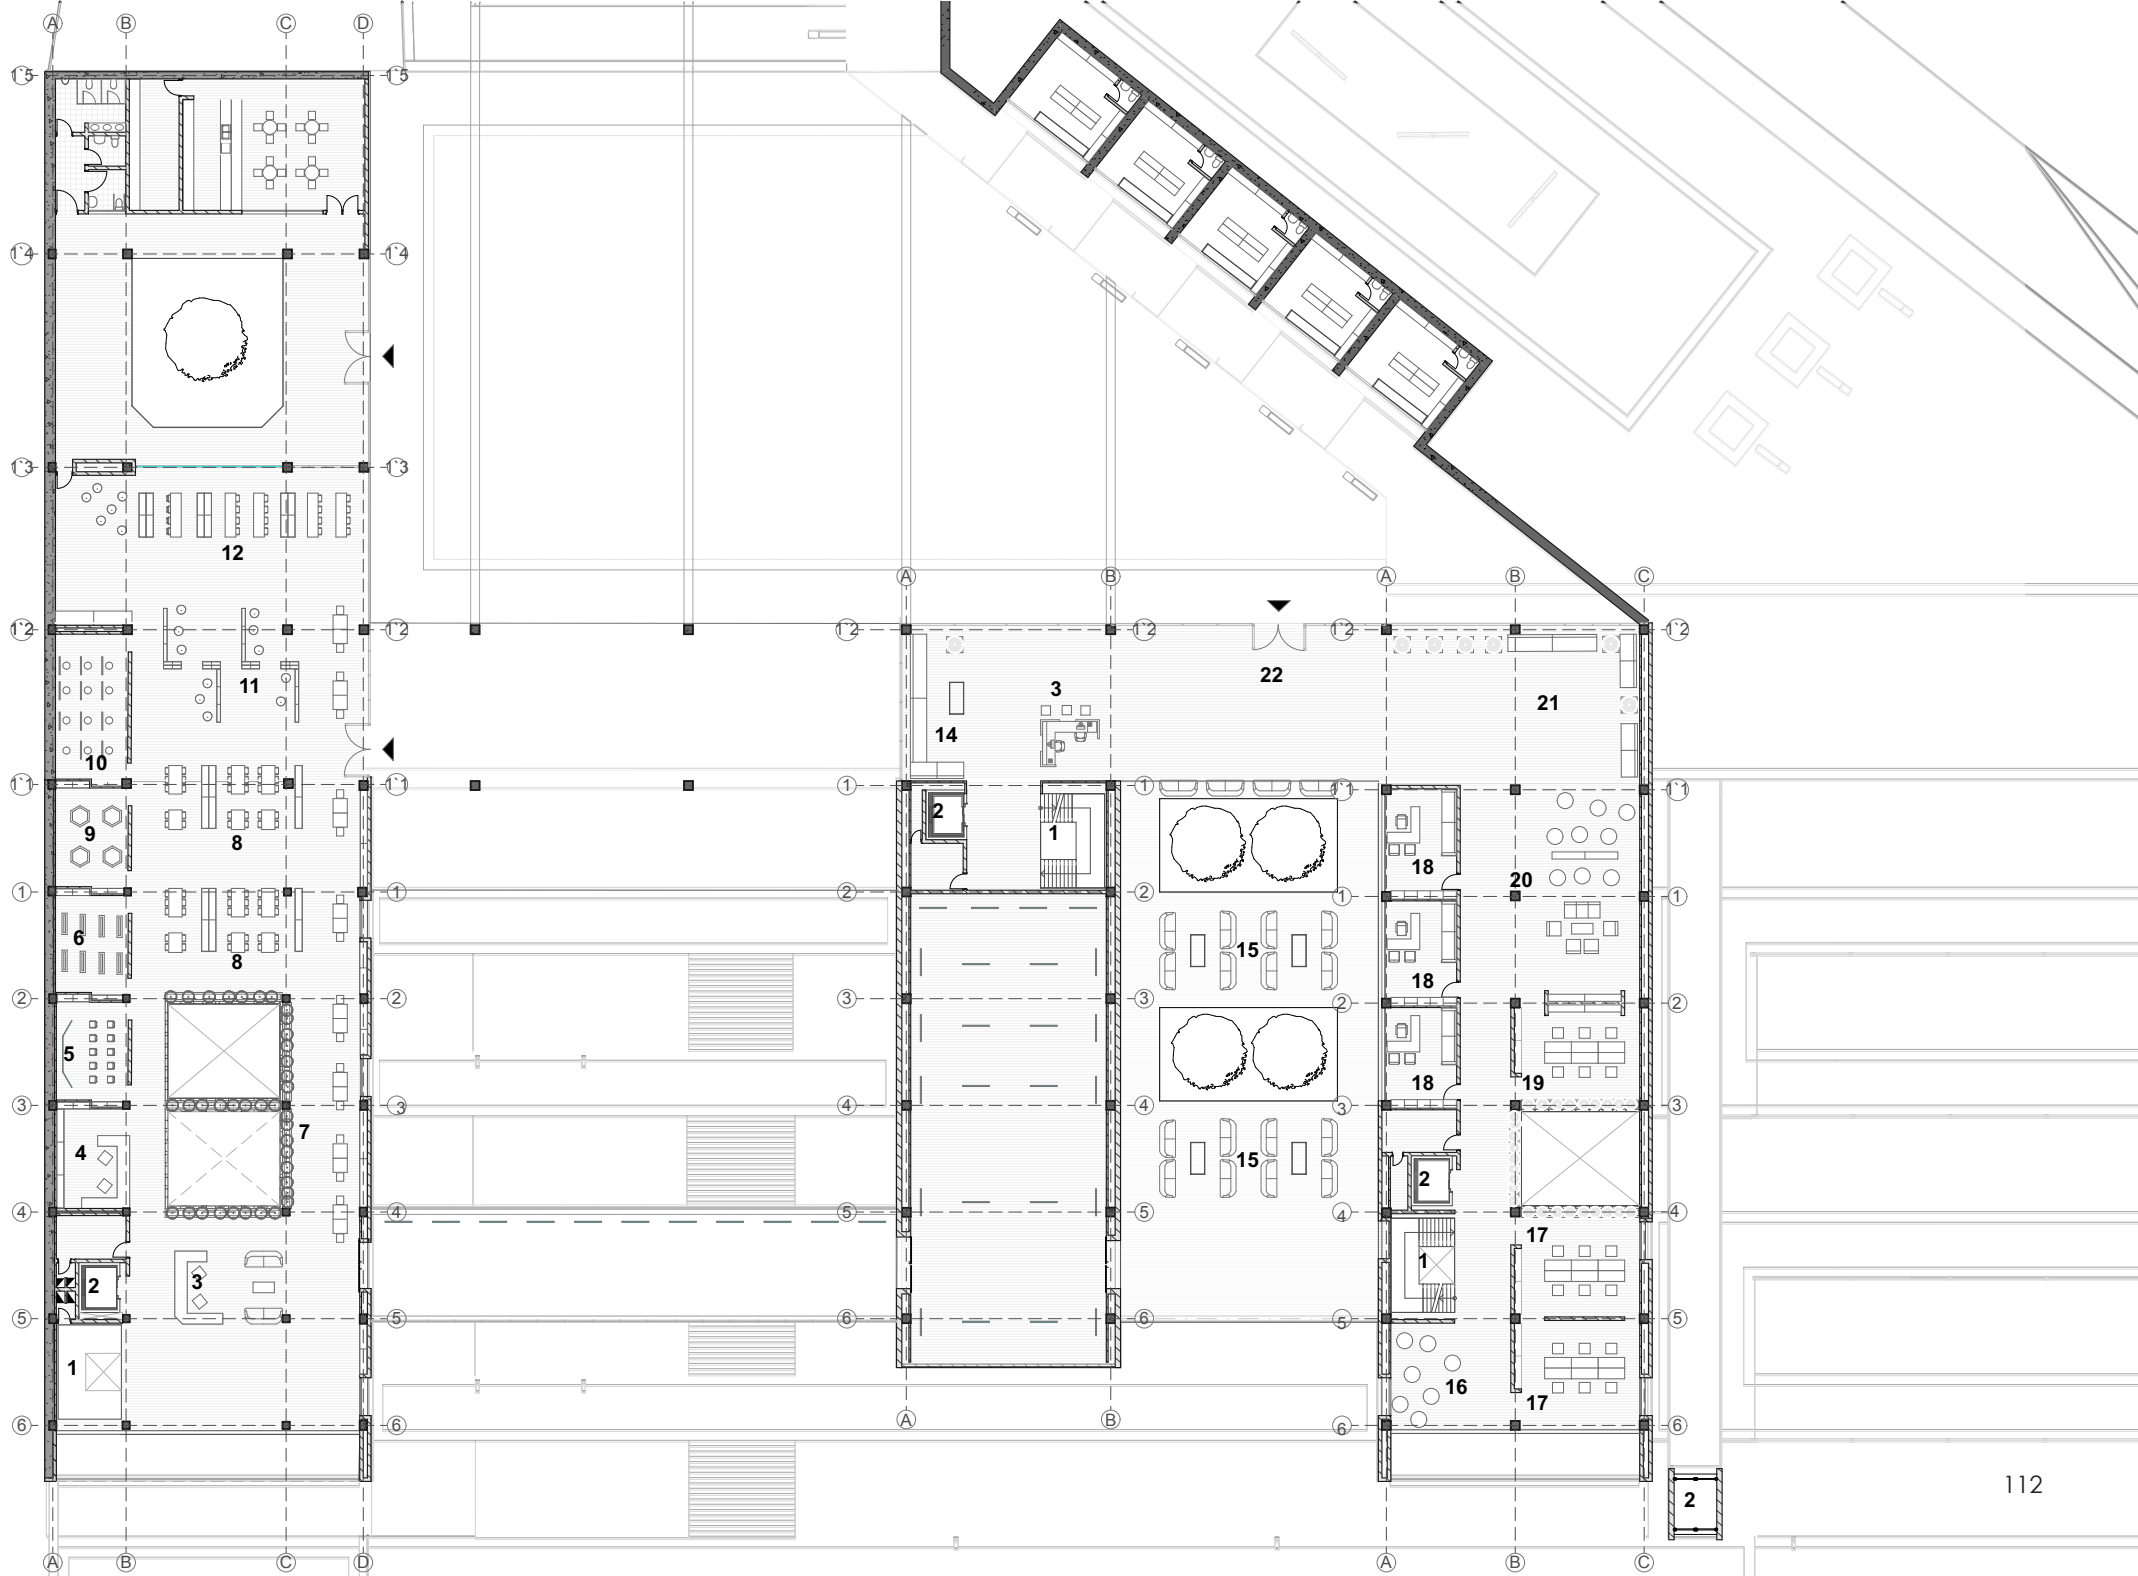 A B C D
1`5 1`5
1`4 1`4
1`3 1`3
12
A B A B C
1`2 1`2 1`2 1`2 1`2 1`2
11 3 22 21
14
10
1`1 1`1 1 1 1`1 1`1
2 1
9 8 18 20
1 1 2 2 1 1
6 8 15 18
2 2 3 3 2 2
5 18 19
3 3 4 4 3 3
7
4 15 2
4 4 5 5 4 4
17
2 3 1
5 5 6 6 5 5
1 16 17
6 6 A B 6 6
112
2
A B C D A B C